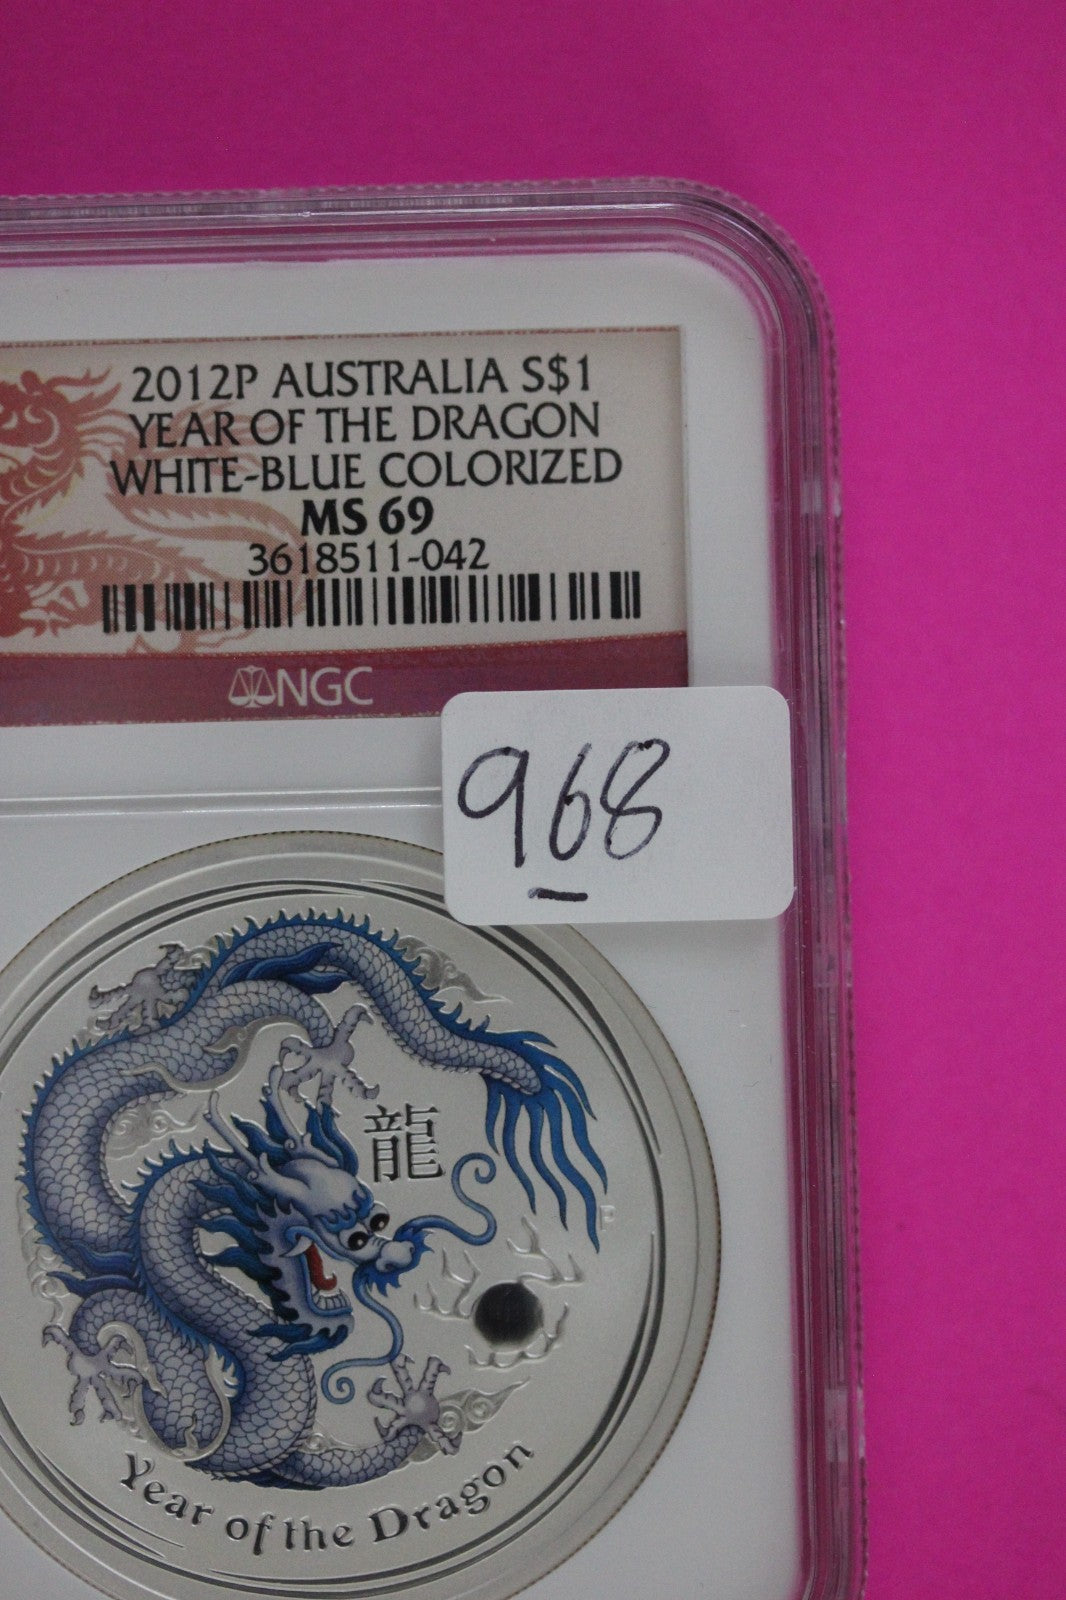 2012P AUSTRALIA S$1
YEAR OF THE DRAGON
WHITE-BLUE COLORIZED
MS 69
3618511-042
NGC
968
龍
P
Year of the Dragon